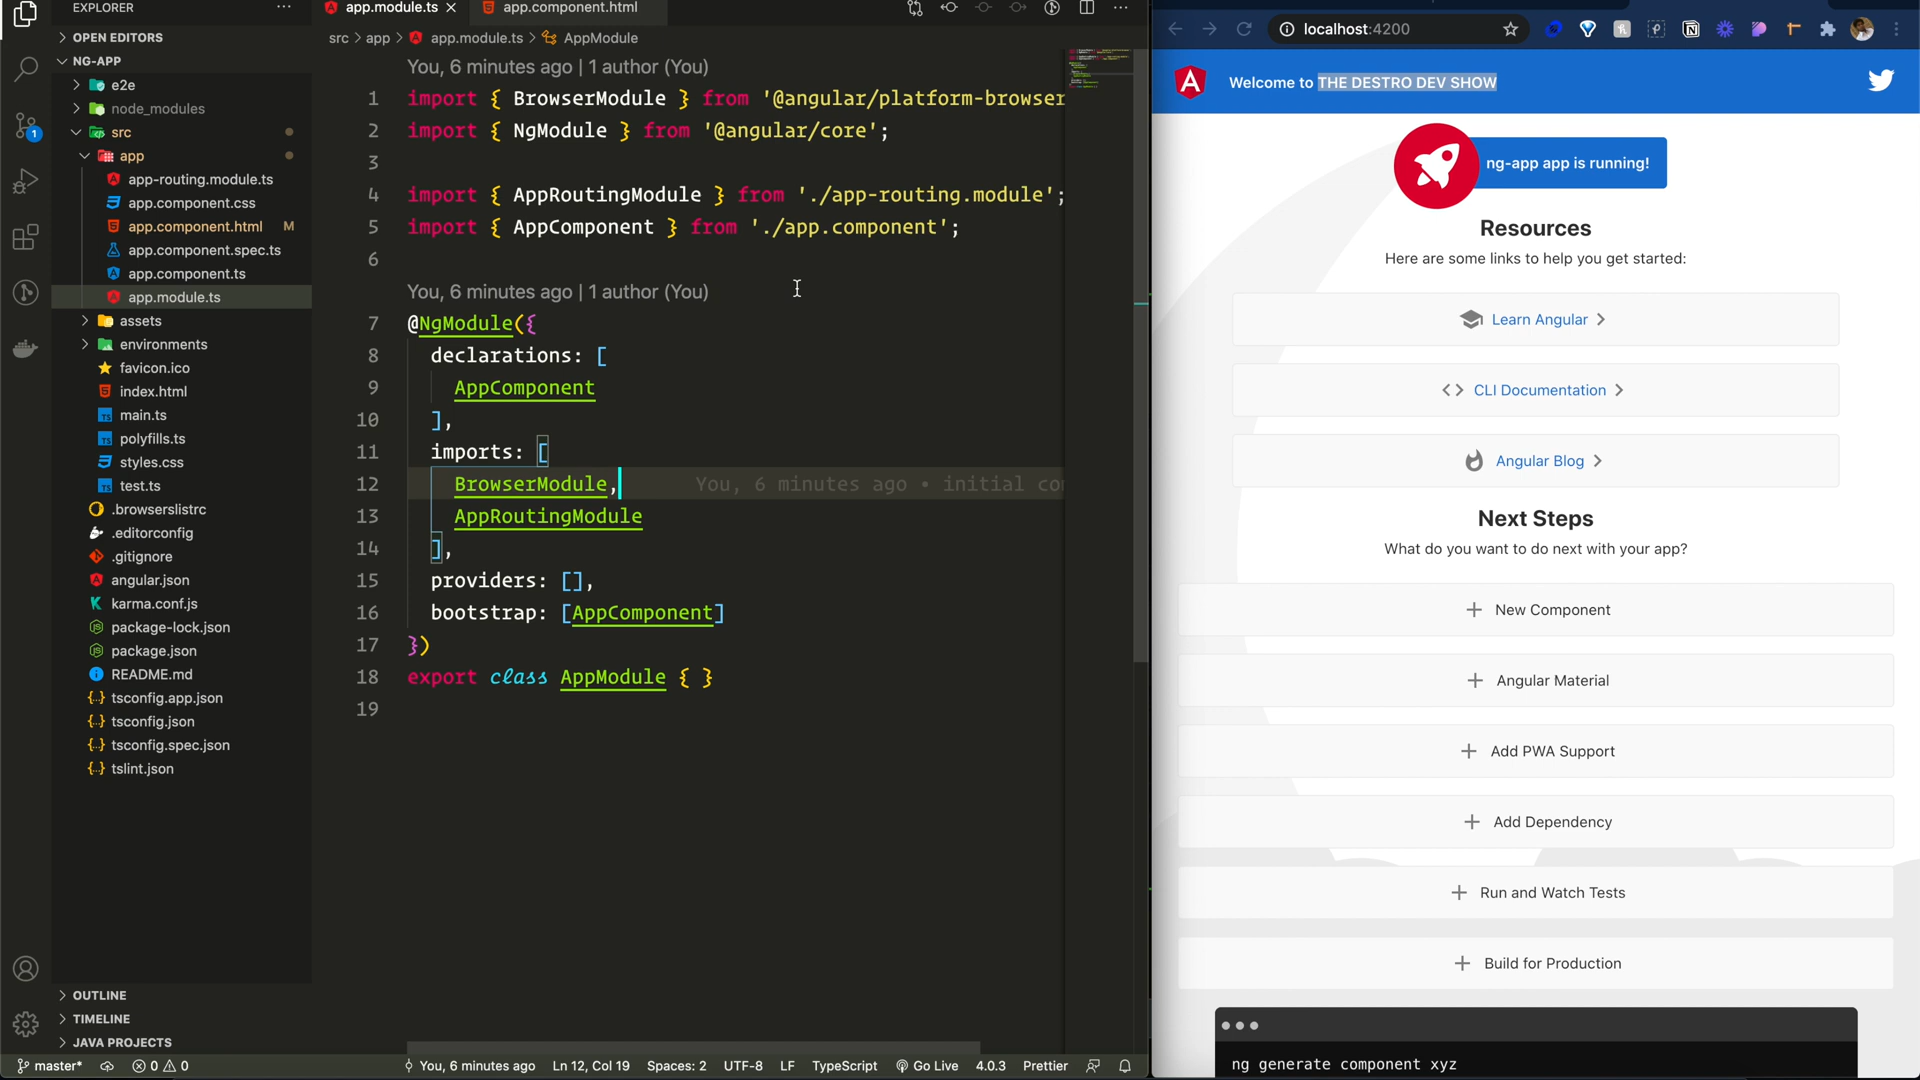 EXPLORER
OPEN EDITORS
NG-APP
e2e
node_modules
src
app
app-routing.module.ts
app.component.css
app.component.html M
app.component.spec.ts
app.component.ts
app.module.ts
assets
environments
favicon.ico
index.html
main.ts
polyfills.ts
styles.css
test.ts
.browserslistrc
.editorconfig
.gitignore
angular.json
karma.conf.js
package-lock.json
package.json
README.md
tsconfig.app.json
tsconfig.json
tsconfig.spec.json
tslint.json
OUTLINE
TIMELINE
JAVA PROJECTS
1
app.module.ts
app.component.html
src > app > app.module.ts > AppModule
You, 6 minutes ago | 1 author (You)
1 import { BrowserModule } from '@angular/platform-browser
2 import { NgModule } from '@angular/core';
3
4 import { AppRoutingModule } from './app-routing.module';
5 import { AppComponent } from './app.component';
6
You, 6 minutes ago | 1 author (You)
7 @NgModule({
8 declarations: [
9 AppComponent
10 ],
11 imports: [
12 BrowserModule, You, 6 minutes ago • initial co
13 AppRoutingModule
14 ],
15 providers: [],
16 bootstrap: [AppComponent]
17 })
18 export class AppModule { }
19
master* 0 0 You, 6 minutes ago Ln 12, Col 19 Spaces: 2 UTF-8 LF TypeScript Go Live 4.0.3 Prettier
localhost:4200
Welcome to THE DESTRO DEV SHOW
ng-app app is running!
Resources
Here are some links to help you get started:
Learn Angular
CLI Documentation
Angular Blog
Next Steps
What do you want to do next with your app?
New Component
Angular Material
Add PWA Support
Add Dependency
Run and Watch Tests
Build for Production
ng generate component xyz